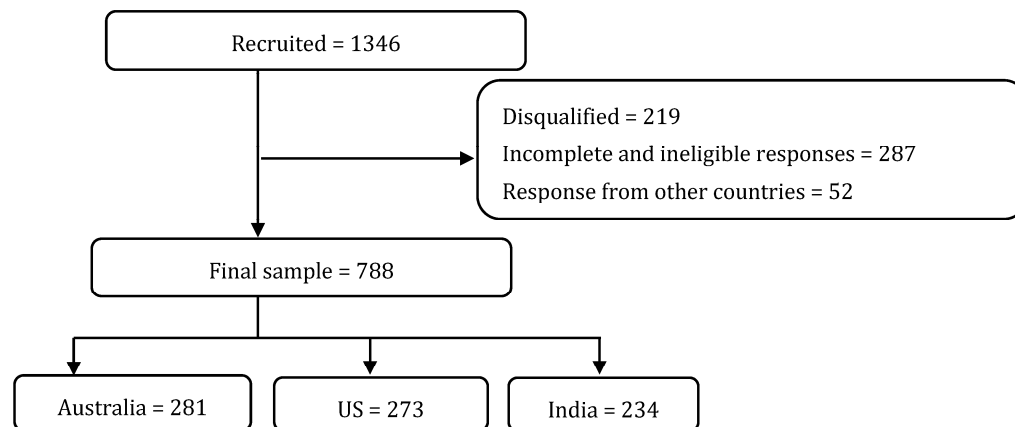 Recruited = 1346
Disqualified = 219
Incomplete and ineligible responses = 287
Response from other countries = 52
Final sample = 788
Australia = 281
US = 273
India = 234